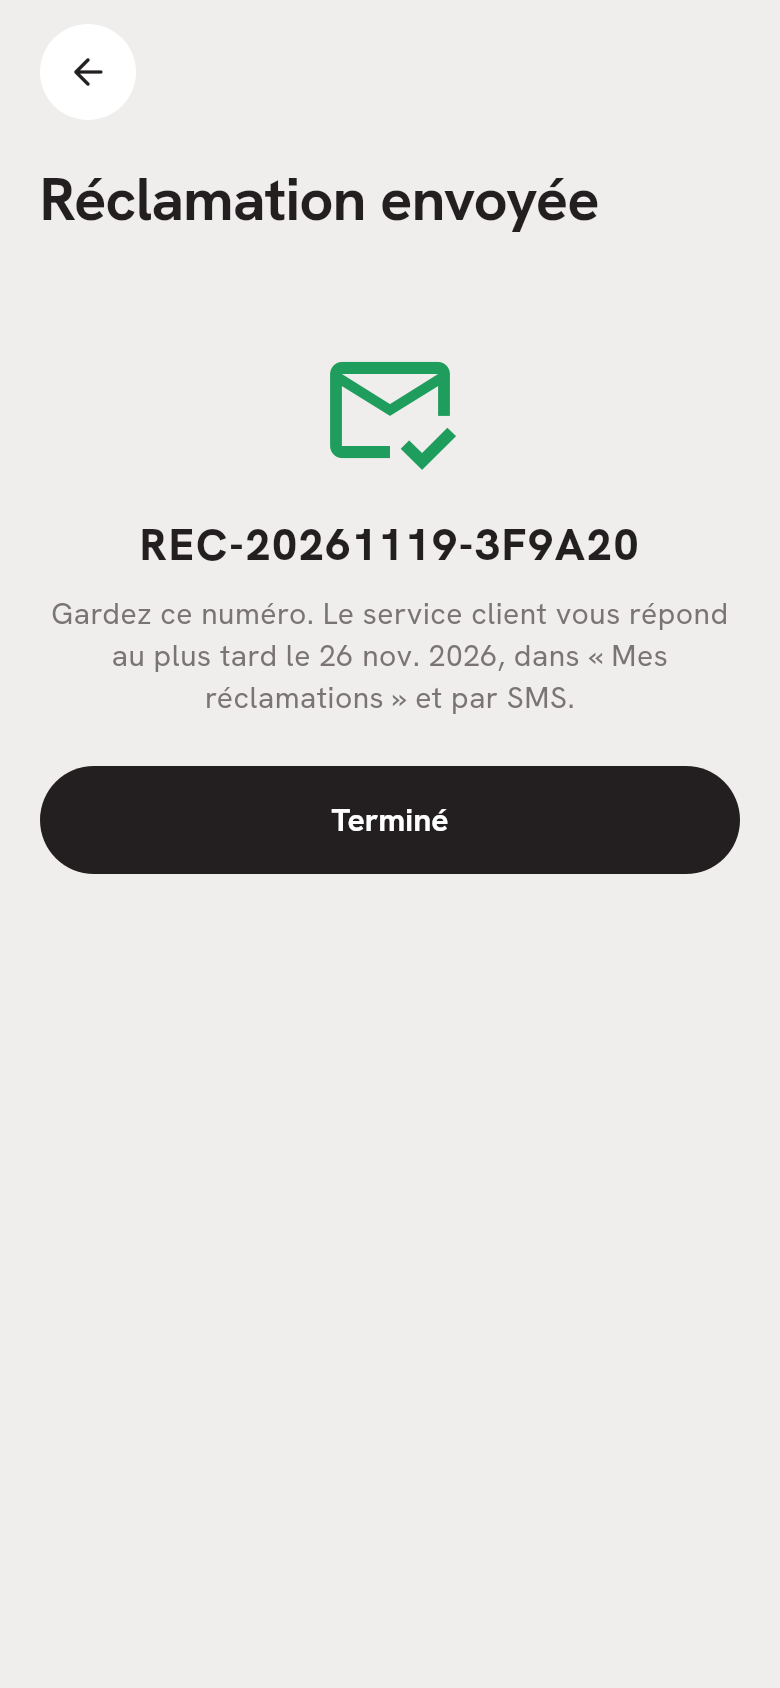 Réclamation envoyée
REC-20261119-3F9A20
Gardez ce numéro. Le service client vous répond
au plus tard le 26 nov. 2026, dans « Mes
réclamations » et par SMS.
Terminé